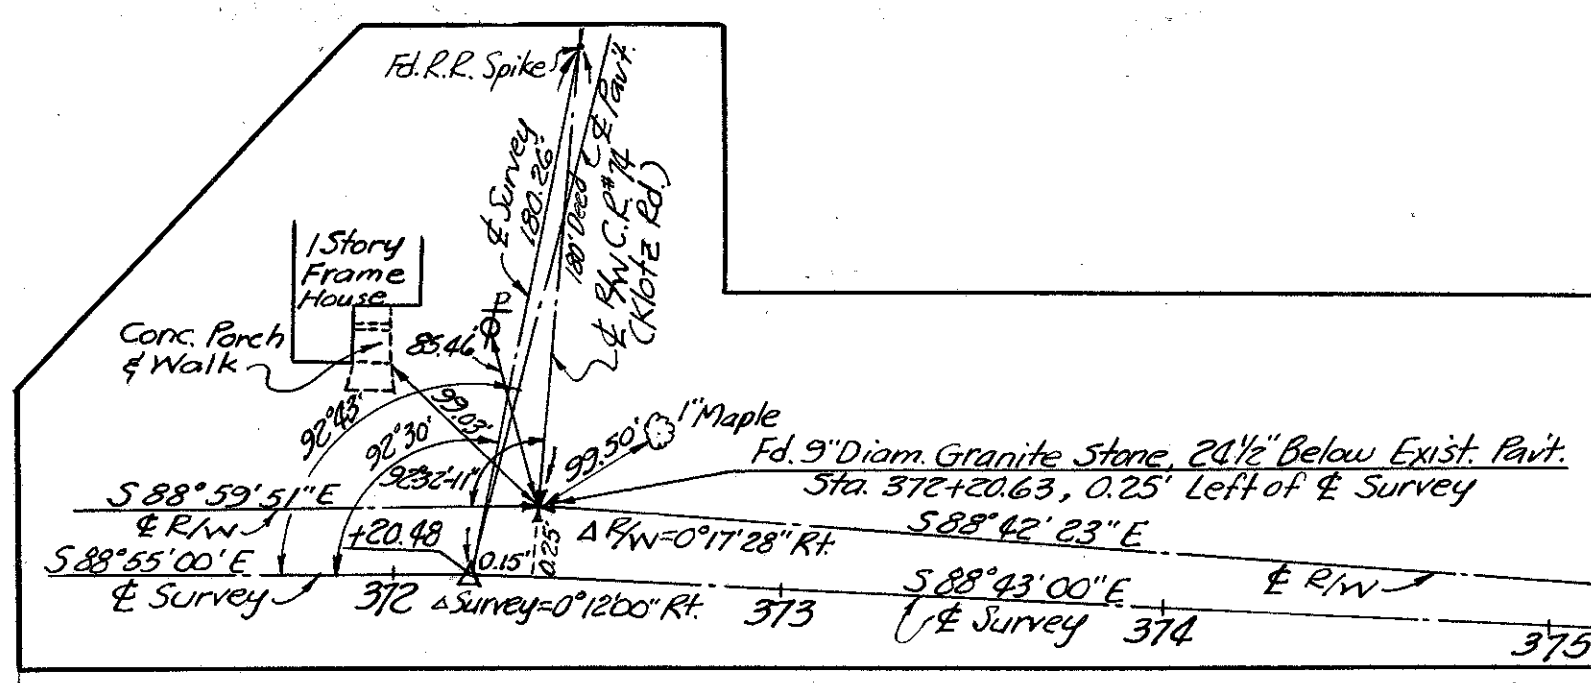 Fd. R.R. Spike
℄ Survey
180.26'
180' Deed
℄ Pav't.
℄ R/W C.R. #74
(Klotz Rd.)
1 Story
Frame
House
Conc. Porch
& Walk
P
85.46'
99.03'
92°43'
92°30'
92°32'-11"
99.50'
1" Maple
Fd. 9" Diam. Granite Stone, 24½" Below Exist. Pav't.
Sta. 372+20.63, 0.25' Left of ℄ Survey
S 88° 59' 51" E
℄ R/W
+20.48
0.15'
0.25'
Δ R/W=0°17'28" Rt.
S 88° 42' 23" E
℄ R/W
S 88° 55' 00" E
℄ Survey
372
Δ Survey=0°12'00" Rt.
373
S 88° 43' 00" E
℄ Survey
374
375